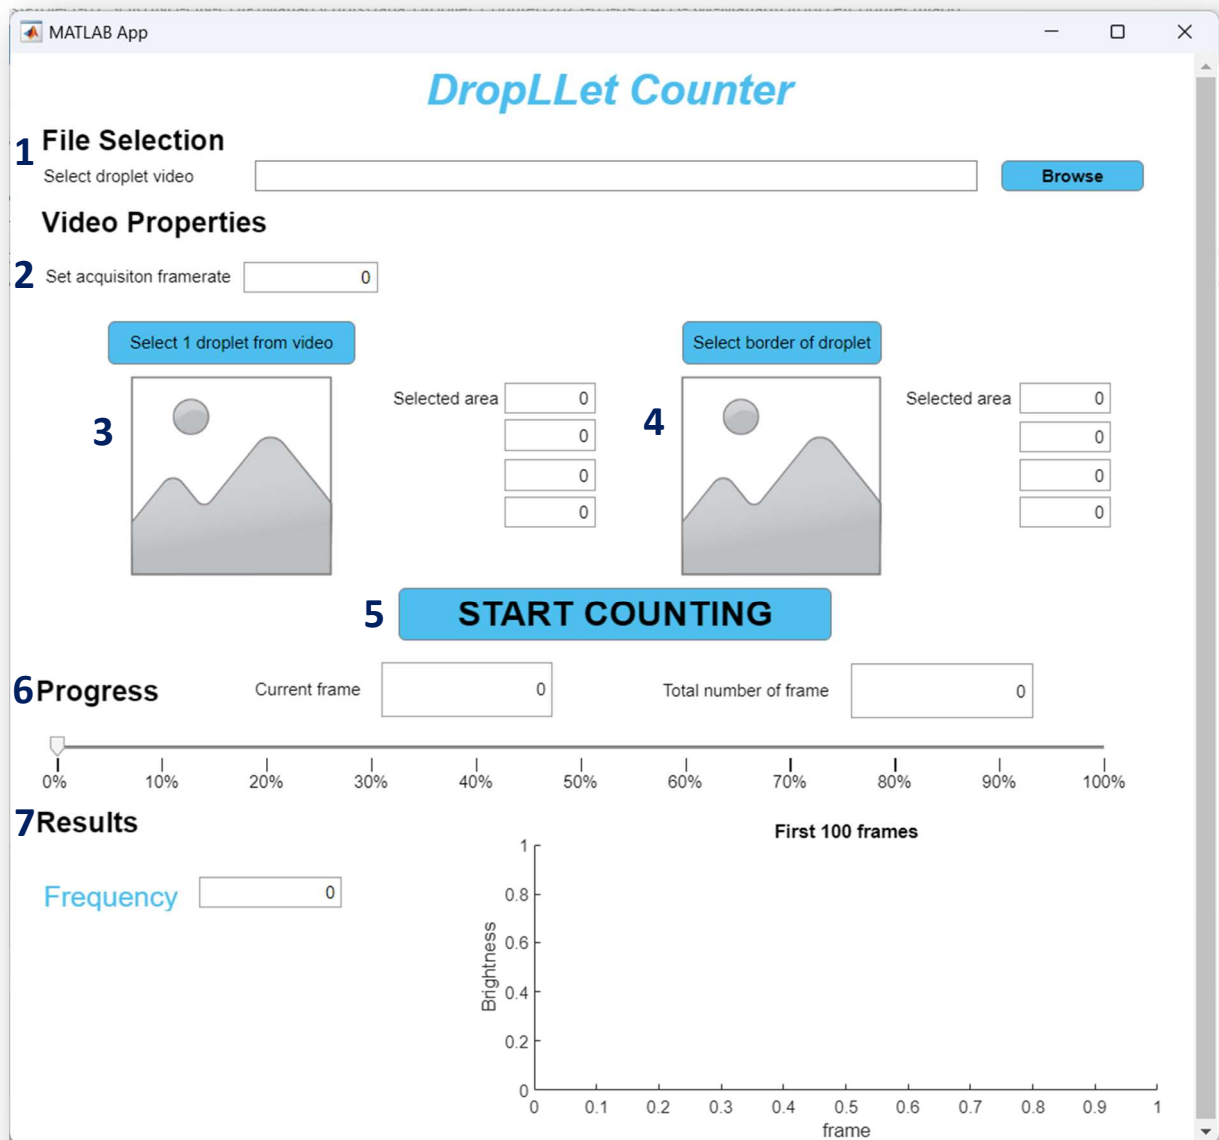 MATLAB App
DropLLet Counter
1 File Selection
Select droplet video
Browse
Video Properties
2 Set acquisiton framerate 0
Select 1 droplet from video
Select border of droplet
3
Selected area 0
0
0
0
4
Selected area 0
0
0
0
5 START COUNTING
6 Progress Current frame 0 Total number of frame 0
0% 10% 20% 30% 40% 50% 60% 70% 80% 90% 100%
7 Results
Frequency 0
First 100 frames
Brightness
1
0.8
0.6
0.4
0.2
0
0 0.1 0.2 0.3 0.4 0.5 0.6 0.7 0.8 0.9 1
frame